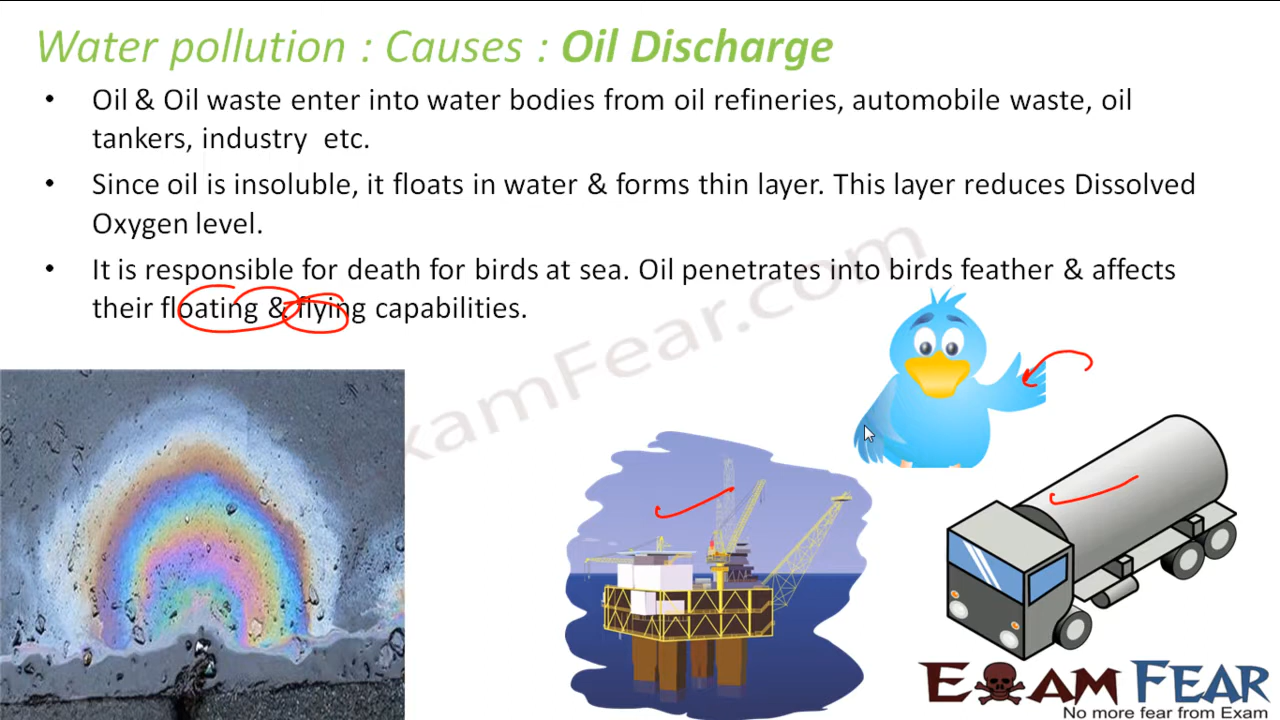 Water pollution : Causes : Oil Discharge
• Oil & Oil waste enter into water bodies from oil refineries, automobile waste, oil
tankers, industry etc.
• Since oil is insoluble, it floats in water & forms thin layer. This layer reduces Dissolved
Oxygen level.
• It is responsible for death for birds at sea. Oil penetrates into birds feather & affects
their floating & flying capabilities.
xamFear.com
EXAM FEAR
No more fear from Exam